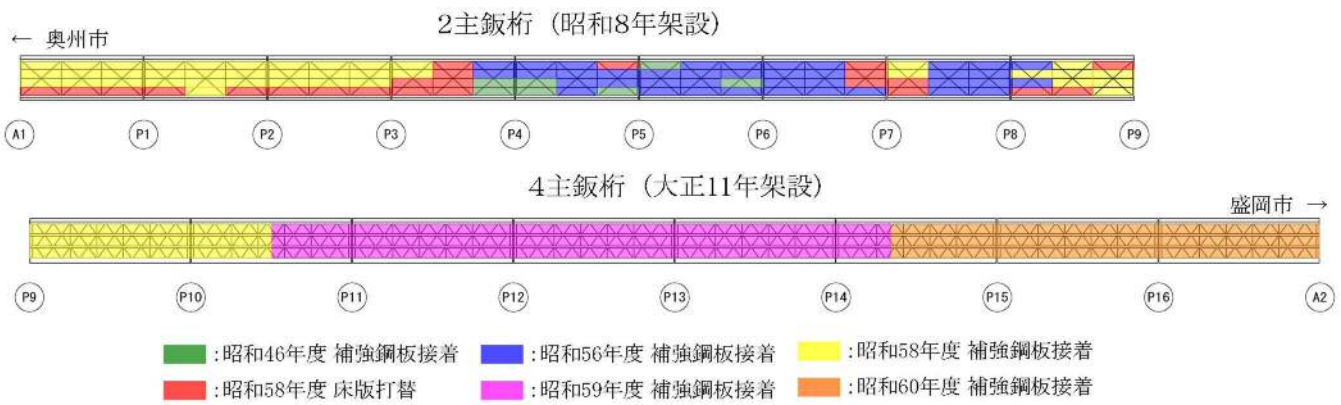 2主鈑桁（昭和8年架設）
← 奥州市
A1 P1 P2 P3 P4 P5 P6 P7 P8 P9
4主鈑桁（大正11年架設）
盛岡市 →
P9 P10 P11 P12 P13 P14 P15 P16 A2
:昭和46年度 補強鋼板接着 :昭和56年度 補強鋼板接着 :昭和58年度 補強鋼板接着
:昭和58年度 床版打替 :昭和59年度 補強鋼板接着 :昭和60年度 補強鋼板接着